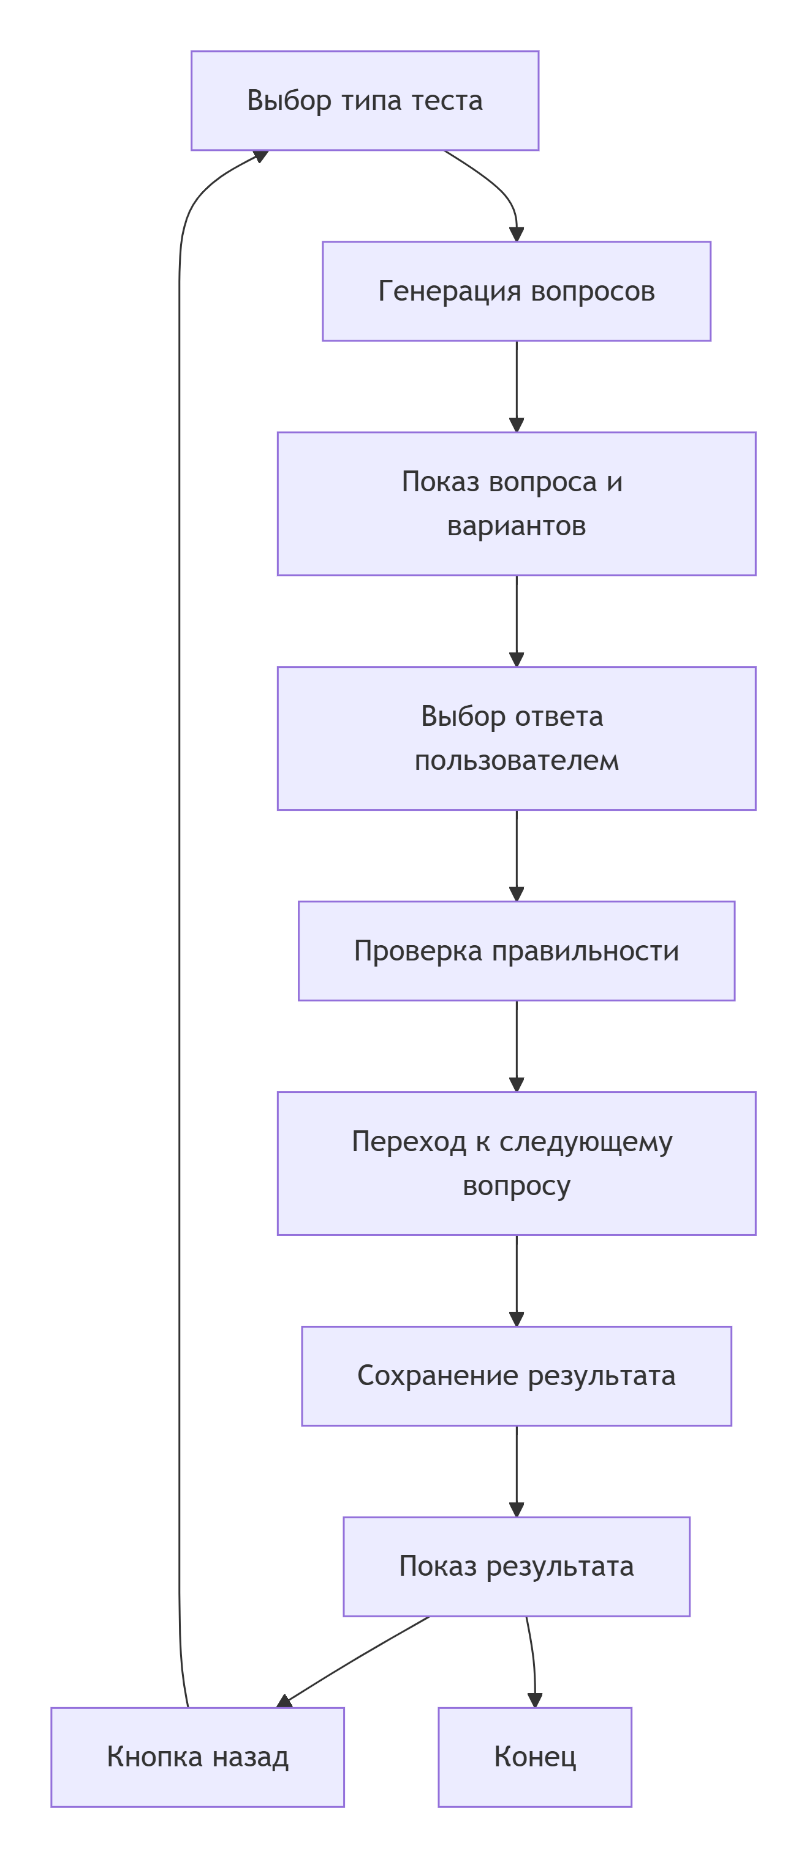 Выбор типа теста
Генерация вопросов
Показ вопроса и
вариантов
Выбор ответа
пользователем
Проверка правильности
Переход к следующему
вопросу
Сохранение результата
Показ результата
Кнопка назад
Конец